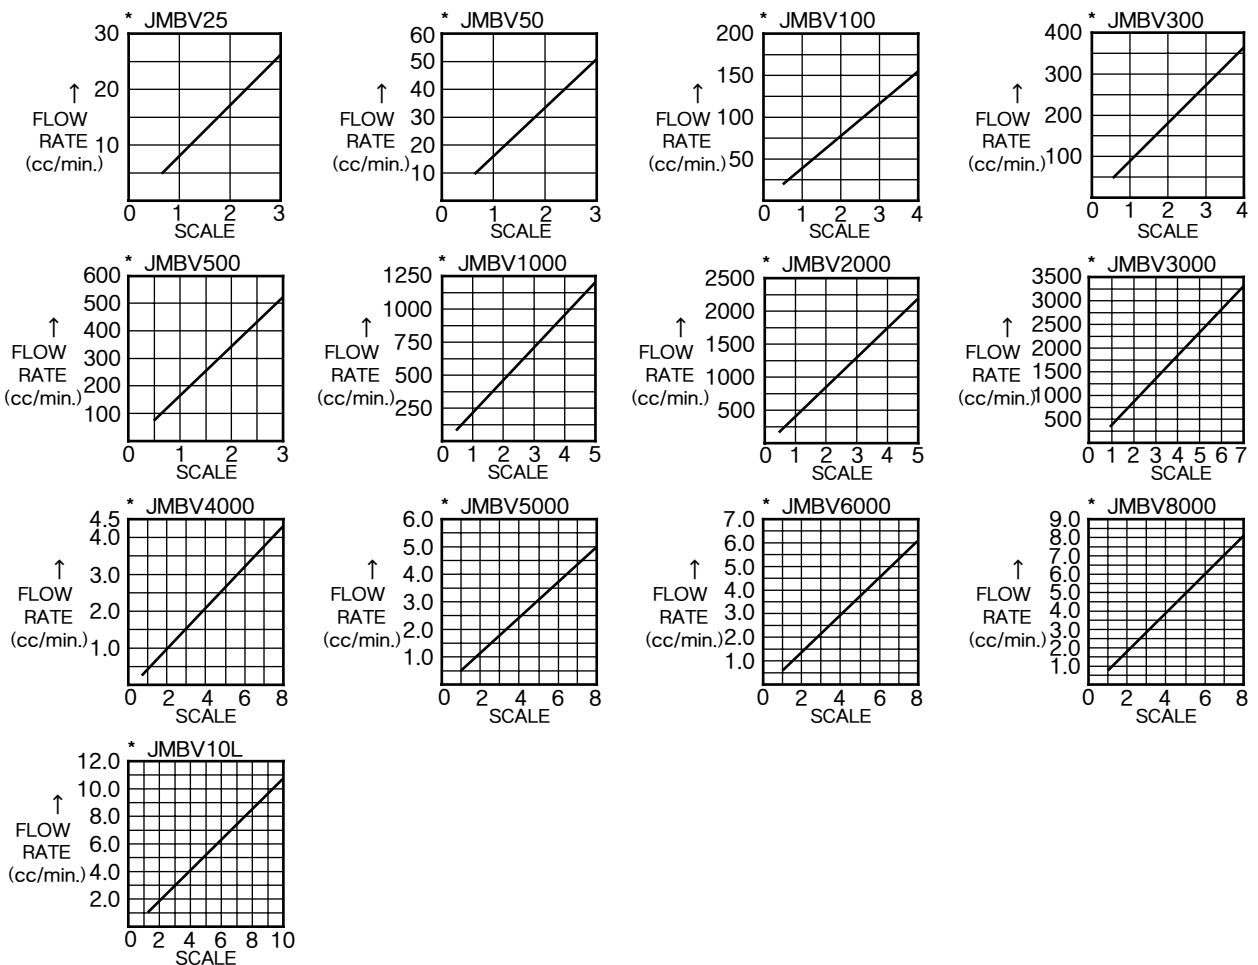 * JMBV25
30
20
10
↑
FLOW
RATE
(cc/min.)
0 1 2 3
SCALE
* JMBV50
60
50
40
30
20
10
↑
FLOW
RATE
(cc/min.)
0 1 2 3
SCALE
* JMBV100
200
150
100
50
↑
FLOW
RATE
(cc/min.)
0 1 2 3 4
SCALE
* JMBV300
400
300
200
100
↑
FLOW
RATE
(cc/min.)
0 1 2 3 4
SCALE
* JMBV500
600
500
400
300
200
100
↑
FLOW
RATE
(cc/min.)
0 1 2 3
SCALE
* JMBV1000
1250
1000
750
500
250
↑
FLOW
RATE
(cc/min.)
0 1 2 3 4 5
SCALE
* JMBV2000
2500
2000
1500
1000
500
↑
FLOW
RATE
(cc/min.)
0 1 2 3 4 5
SCALE
* JMBV3000
3500
3000
2500
2000
1500
1000
500
↑
FLOW
RATE
(cc/min.)
0 1 2 3 4 5 6 7
SCALE
* JMBV4000
4.5
4.0
3.0
2.0
1.0
↑
FLOW
RATE
(cc/min.)
0 2 4 6 8
SCALE
* JMBV5000
6.0
5.0
4.0
3.0
2.0
1.0
↑
FLOW
RATE
(cc/min.)
0 2 4 6 8
SCALE
* JMBV6000
7.0
6.0
5.0
4.0
3.0
2.0
1.0
↑
FLOW
RATE
(cc/min.)
0 2 4 6 8
SCALE
* JMBV8000
9.0
8.0
7.0
6.0
5.0
4.0
3.0
2.0
1.0
↑
FLOW
RATE
(cc/min.)
0 2 4 6 8
SCALE
* JMBV10L
12.0
10.0
8.0
6.0
4.0
2.0
↑
FLOW
RATE
(cc/min.)
0 2 4 6 8 10
SCALE